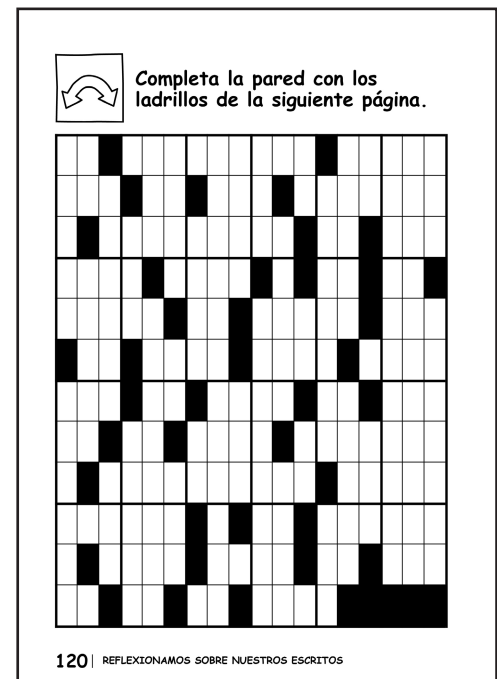 Completa la pared con los
ladrillos de la siguiente página.
120| REFLEXIONAMOS SOBRE NUESTROS ESCRITOS